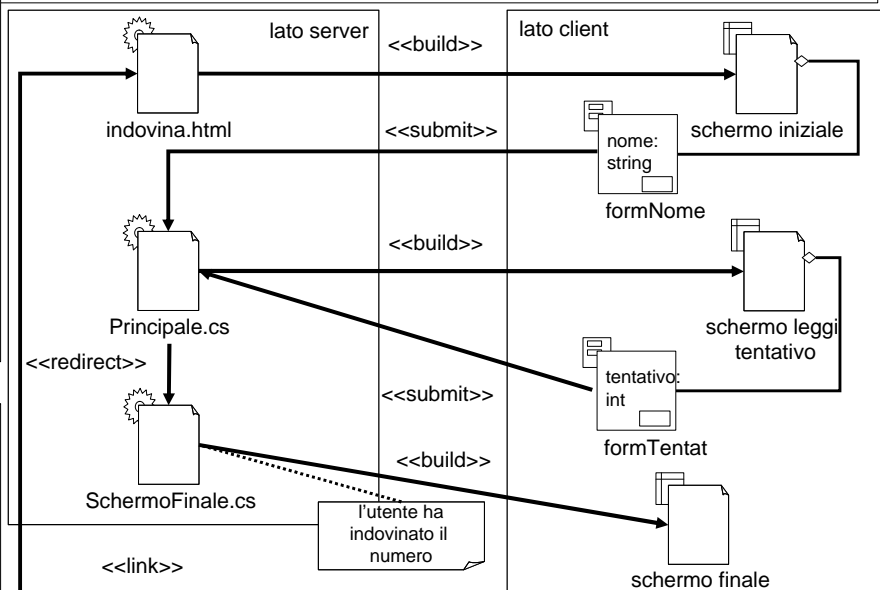 lato server
<<build>>
lato client
indovina.html
<<submit>>
schermo iniziale
nome:
string
formNome
<<build>>
Principale.cs
schermo leggi
tentativo
<<redirect>>
tentativo:
int
<<submit>>
formTentat
<<build>>
SchermoFinale.cs
l'utente ha
indovinato il
numero
<<link>>
schermo finale